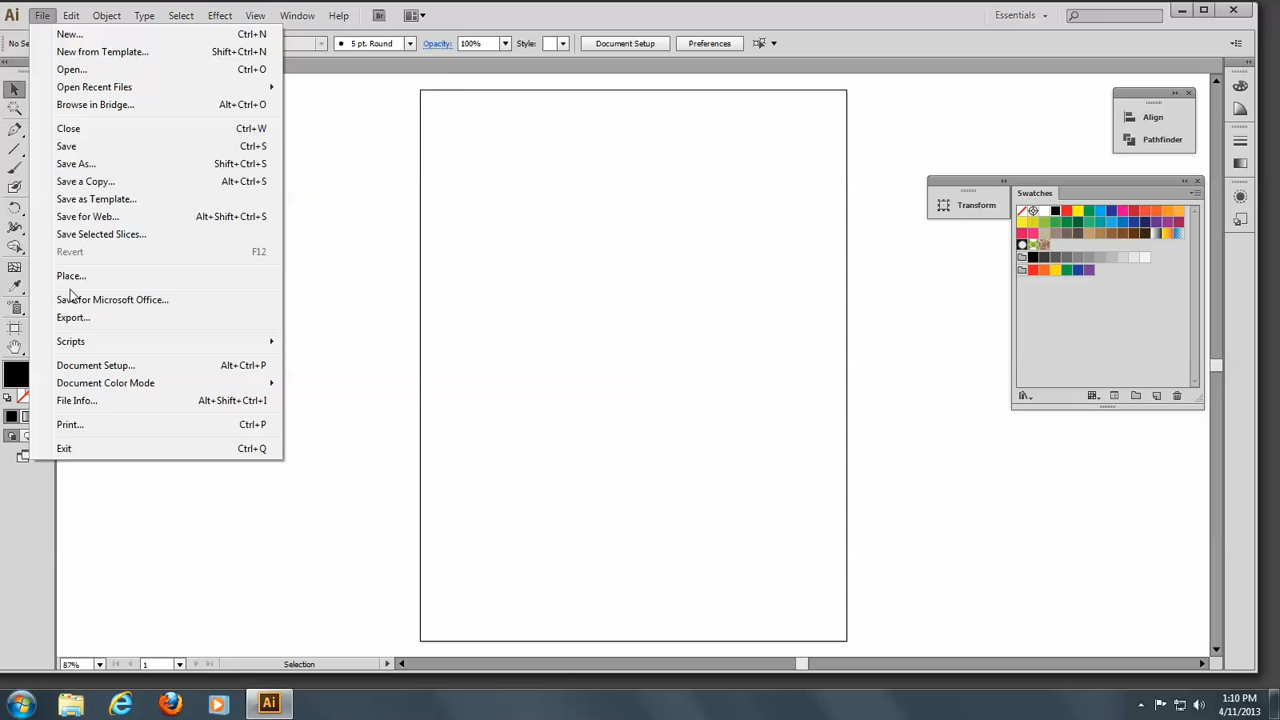 Ai File Edit Object Type Select Effect View Window Help Br Essentials
No Se 5 pt. Round Opacity: 100% Style: Document Setup Preferences
New... Ctrl+N
New from Template... Shift+Ctrl+N
Open... Ctrl+O
Open Recent Files
Browse in Bridge... Alt+Ctrl+O
Close Ctrl+W
Save Ctrl+S
Save As... Shift+Ctrl+S
Save a Copy... Alt+Ctrl+S
Save as Template...
Save for Web... Alt+Shift+Ctrl+S
Save Selected Slices...
Revert F12
Place...
Save for Microsoft Office...
Export...
Scripts
Document Setup... Alt+Ctrl+P
Document Color Mode
File Info... Alt+Shift+Ctrl+I
Print... Ctrl+P
Exit Ctrl+Q
Align
Pathfinder
Transform
Swatches
87% 1 Selection
Ai
1:10 PM
4/11/2013